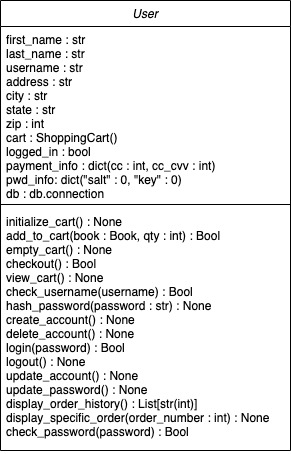 User
first_name : str
last_name : str
username : str
address : str
city : str
state : str
zip : int
cart : ShoppingCart()
logged_in : bool
payment_info : dict(cc : int, cc_cvv : int)
pwd_info: dict("salt" : 0, "key" : 0)
db : db.connection
initialize_cart() : None
add_to_cart(book : Book, qty : int) : Bool
empty_cart() : None
checkout() : Bool
view_cart() : None
check_username(username) : Bool
hash_password(password : str) : None
create_account() : None
delete_account() : None
login(password) : Bool
logout() : None
update_account() : None
update_password() : None
display_order_history() : List[str(int)]
display_specific_order(order_number : int) : None
check_password(password) : Bool